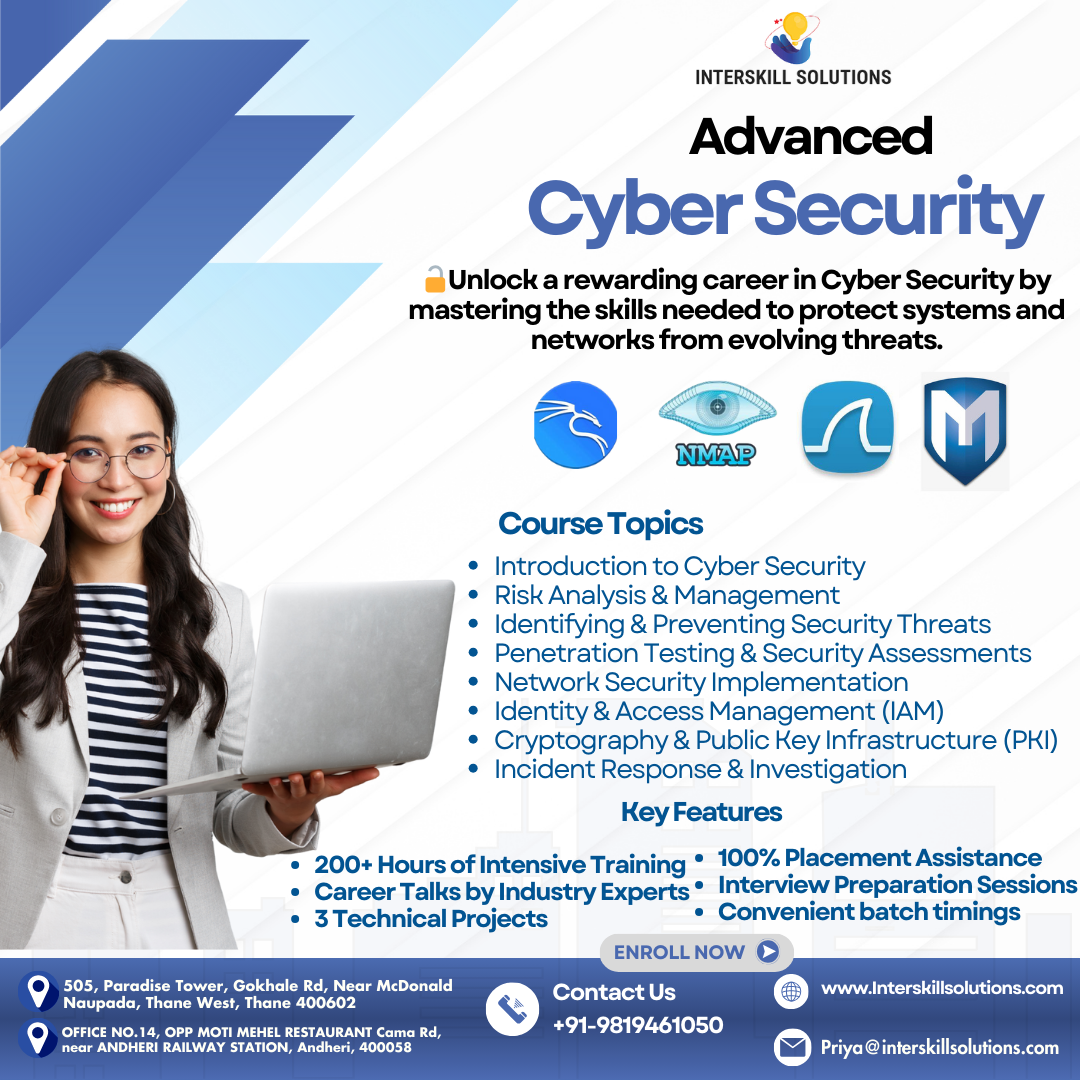 INTERSKILL SOLUTIONS
Advanced
Cyber Security
🔓Unlock a rewarding career in Cyber Security by
mastering the skills needed to protect systems and
networks from evolving threats.
NMAP
M
Course Topics
• Introduction to Cyber Security
• Risk Analysis & Management
• Identifying & Preventing Security Threats
• Penetration Testing & Security Assessments
• Network Security Implementation
• Identity & Access Management (IAM)
• Cryptography & Public Key Infrastructure (PKI)
• Incident Response & Investigation
Key Features
• 200+ Hours of Intensive Training
• Career Talks by Industry Experts
• 3 Technical Projects
• 100% Placement Assistance
• Interview Preparation Sessions
• Convenient batch timings
ENROLL NOW
505, Paradise Tower, Gokhale Rd, Near McDonald
Naupada, Thane West, Thane 400602
OFFICE NO.14, OPP MOTI MEHEL RESTAURANT Cama Rd,
near ANDHERI RAILWAY STATION, Andheri, 400058
Contact Us
+91-9819461050
www.Interskillsolutions.com
Priya@interskillsolutions.com